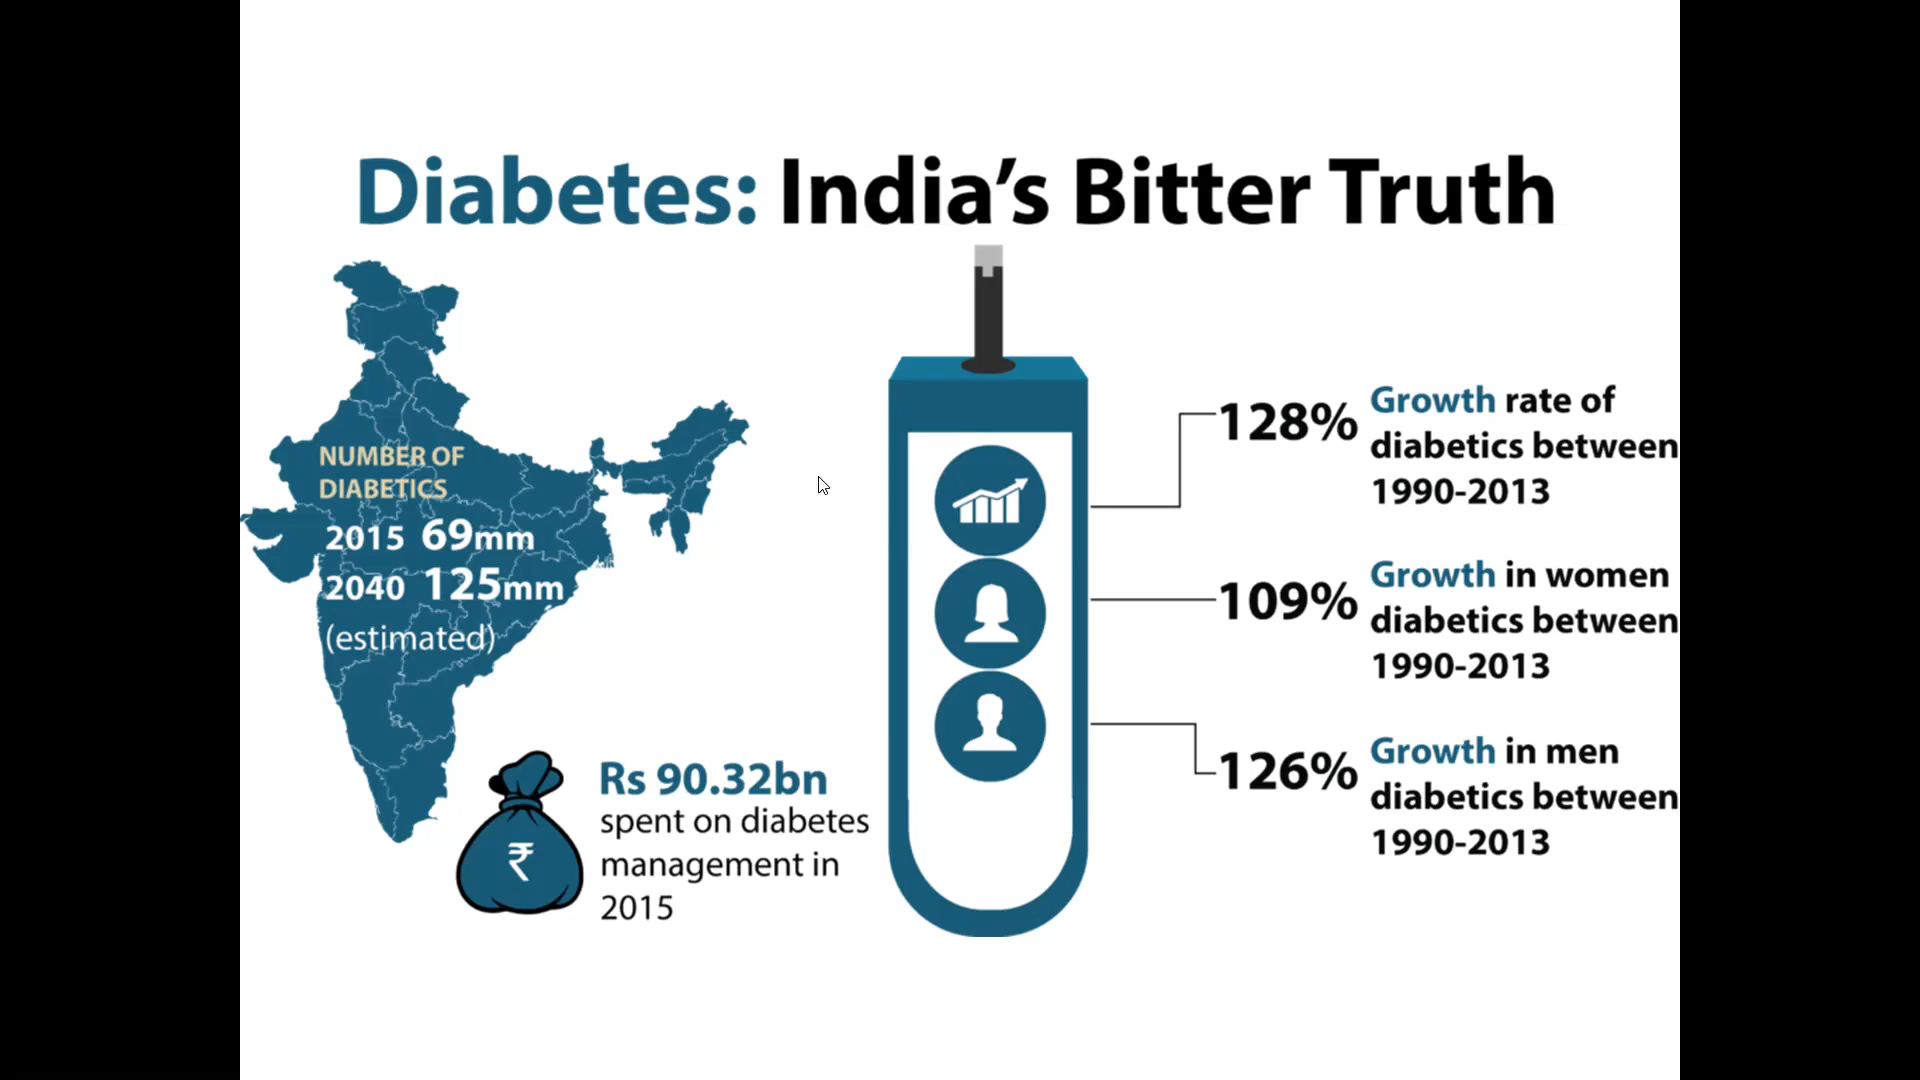 Diabetes: India’s Bitter Truth
NUMBER OF
DIABETICS
2015 69mm
2040 125mm
(estimated)
Rs 90.32bn
spent on diabetes
management in
2015
₹
128%
Growth rate of
diabetics between
1990-2013
109%
Growth in women
diabetics between
1990-2013
126%
Growth in men
diabetics between
1990-2013